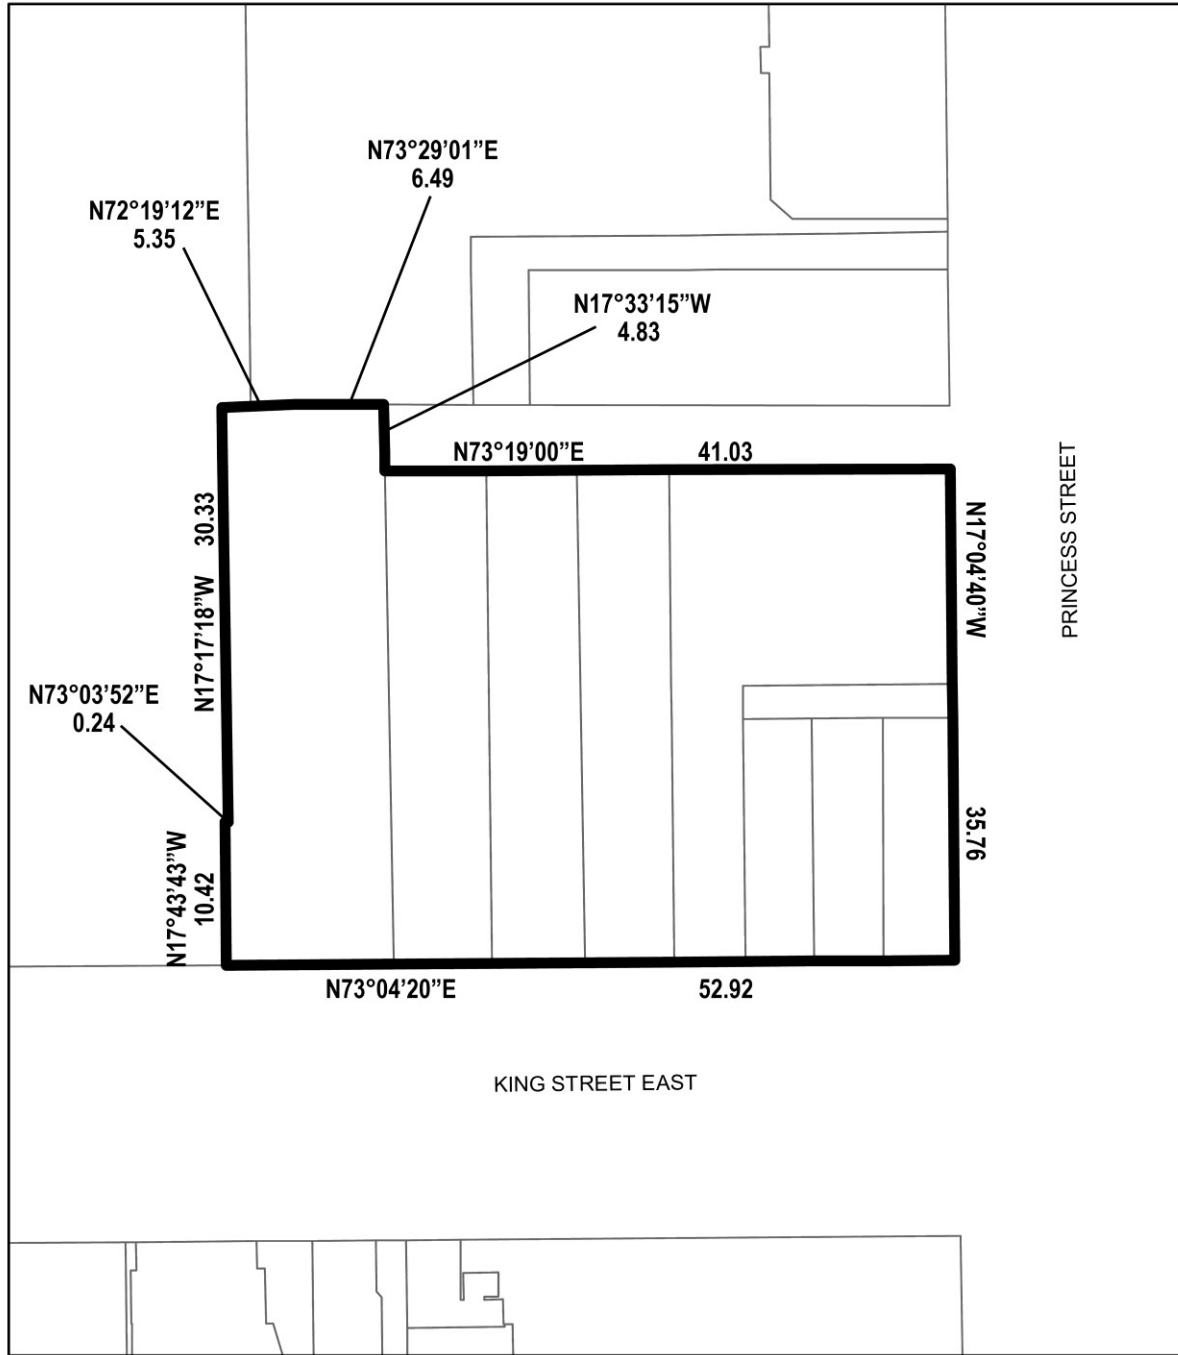 N73°29’01”E
6.49
N72°19’12”E
5.35
N17°33’15”W
4.83
N73°19’00”E 41.03
N17°17’18”W 30.33
N17°04’40”W 35.76
PRINCESS STREET
N73°03’52”E
0.24
N17°43’43”W
10.42
N73°04’20”E 52.92
KING STREET EAST